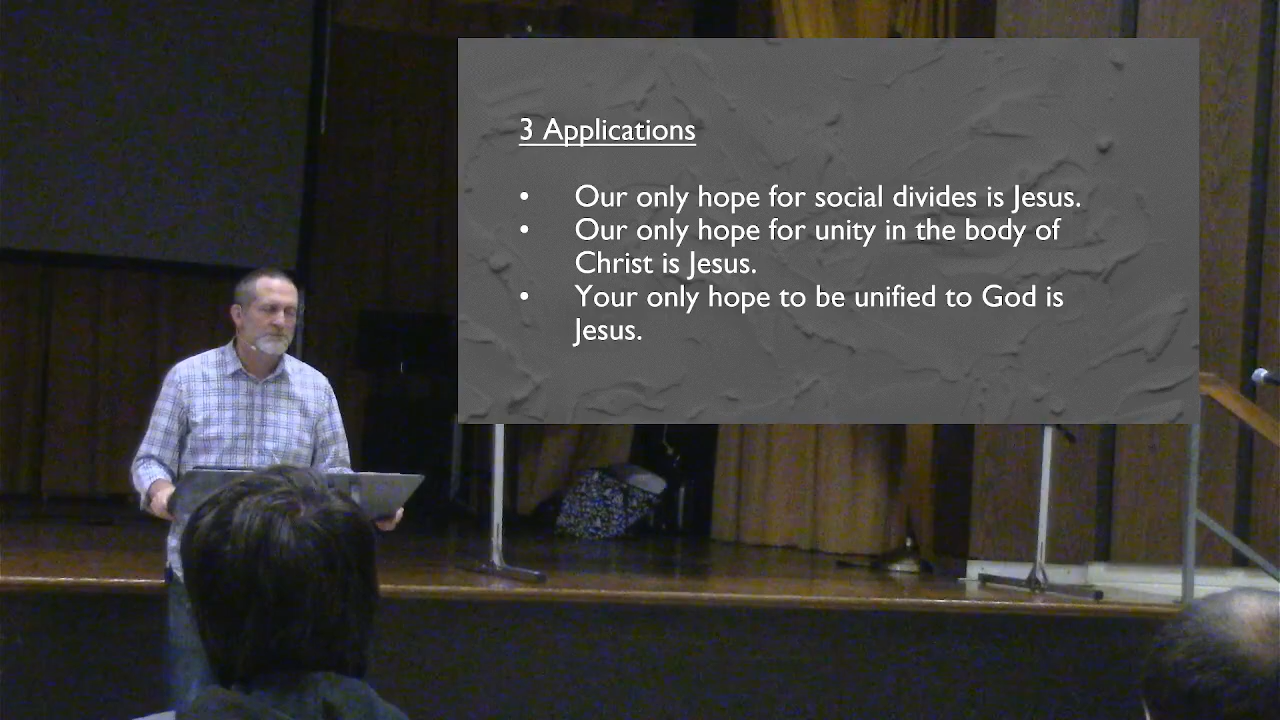 3 Applications
• Our only hope for social divides is Jesus.
• Our only hope for unity in the body of
Christ is Jesus.
• Your only hope to be unified to God is
Jesus.